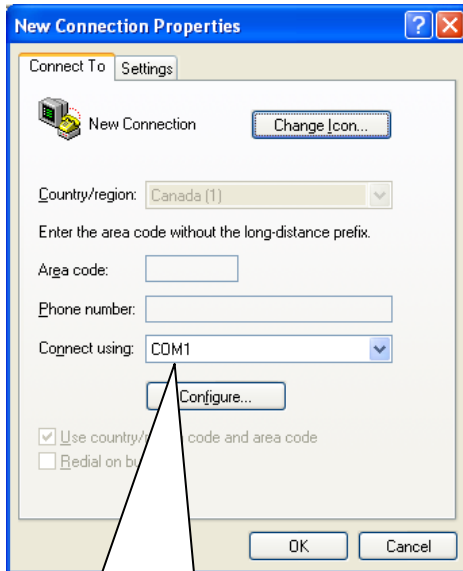 New Connection Properties
Connect To Settings
New Connection Change Icon...
Country/region: Canada (1)
Enter the area code without the long-distance prefix.
Area code:
Phone number:
Connect using: COM1
Configure...
Use country/ code and area code
Redial on bu
OK Cancel